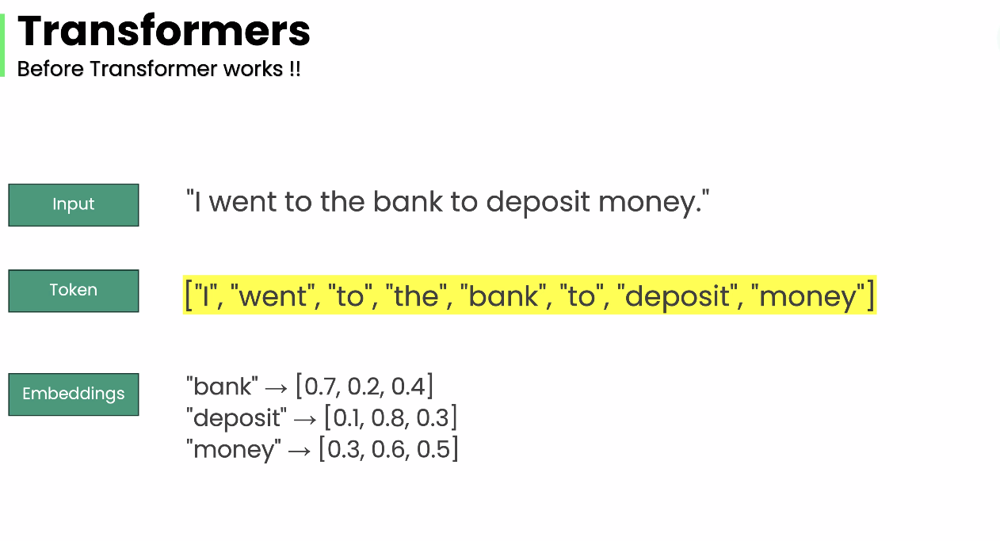 Transformers
Before Transformer works !!
Input
"I went to the bank to deposit money."
Token
["I", "went", "to", "the", "bank", "to", "deposit", "money"]
Embeddings
"bank" → [0.7, 0.2, 0.4]
"deposit" → [0.1, 0.8, 0.3]
"money" → [0.3, 0.6, 0.5]